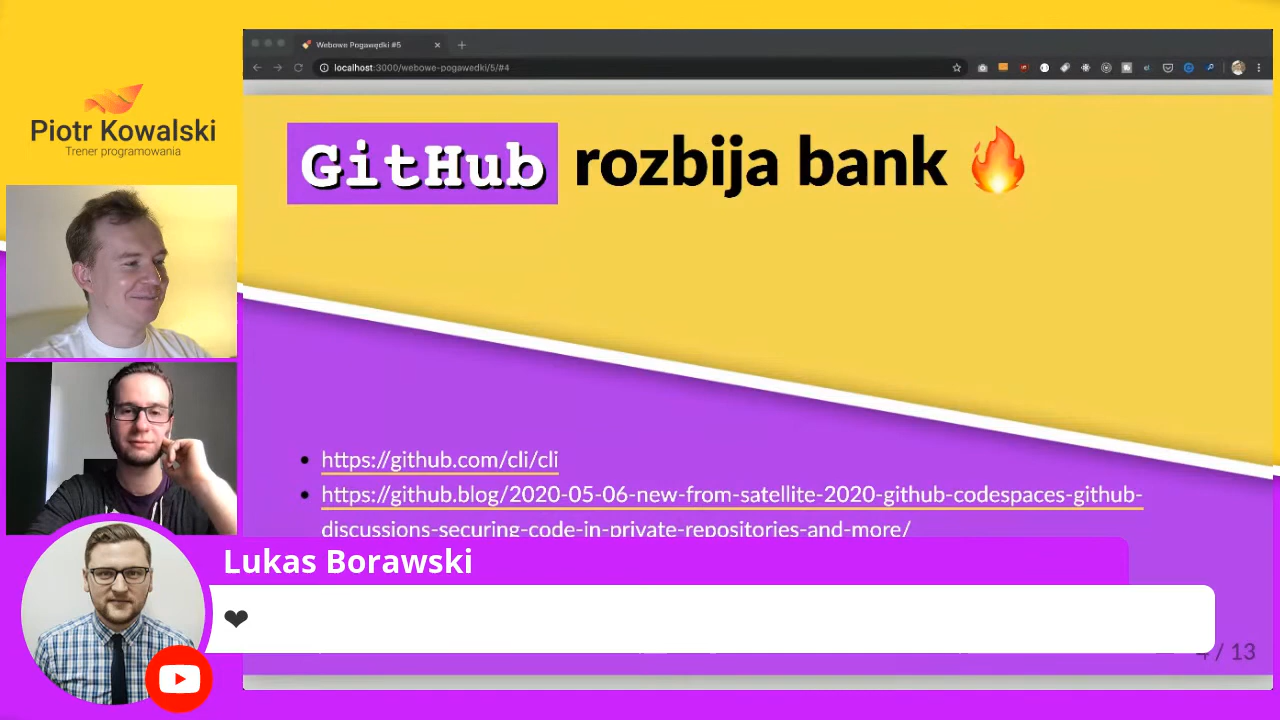 Webowe Pogawędki #5
localhost:3000/webowe-pogawedki/5/#4
Piotr Kowalski
Trener programowania
GitHub rozbija bank 🔥
• https://github.com/cli/cli
• https://github.blog/2020-05-06-new-from-satellite-2020-github-codespaces-github-
discussions-securing-code-in-private-repositories-and-more/
Lukas Borawski
❤
4 / 13